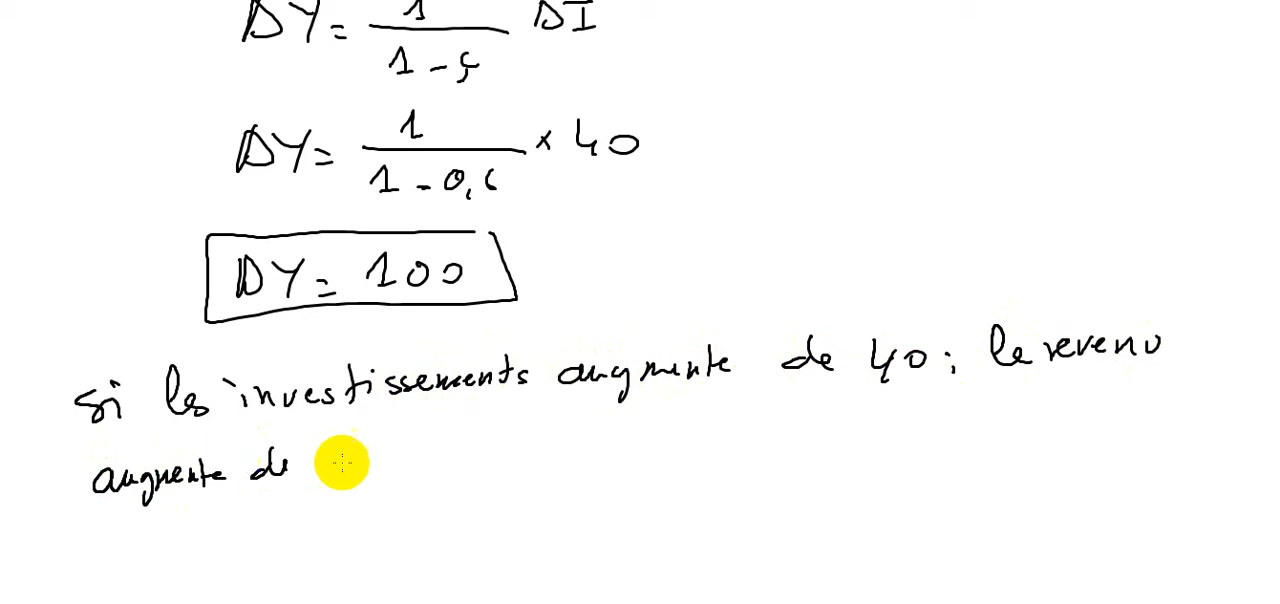 ΔY = 1 / (1 - c) ΔI
ΔY = 1 / (1 - 0,6) × 40
ΔY = 100
si les investissements augmente de 40 ; le revenu
augmente de